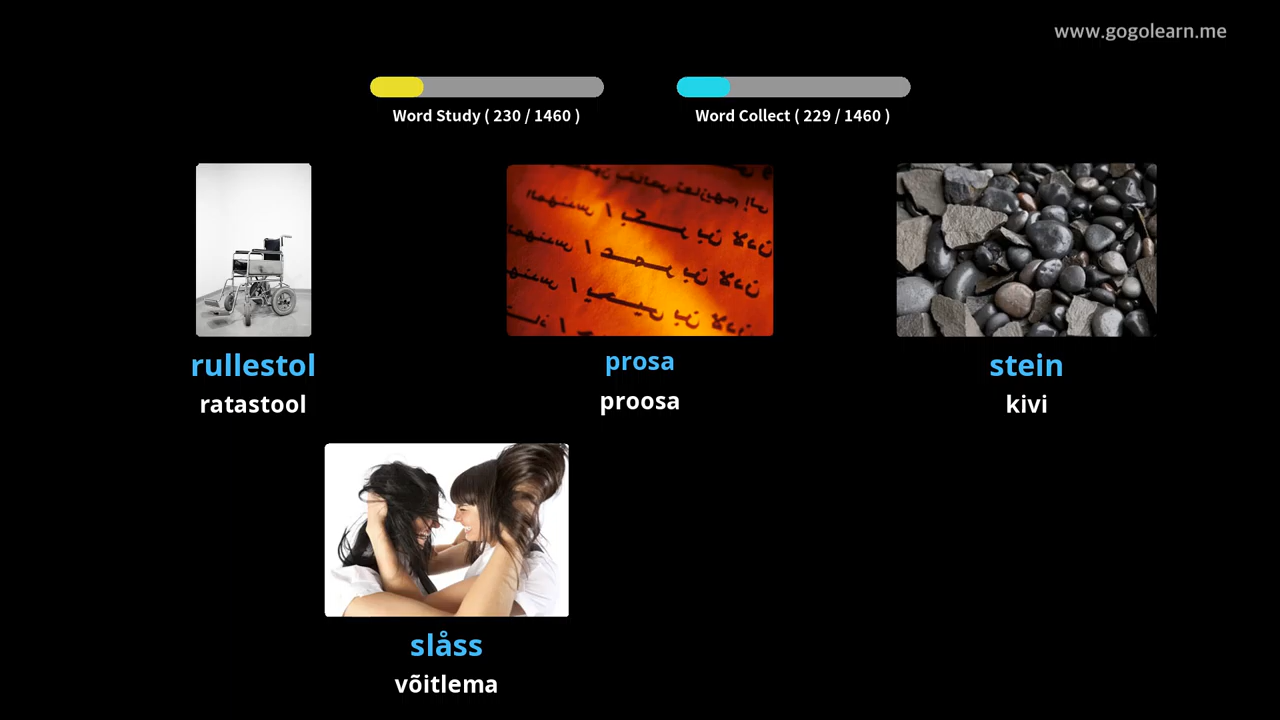 www.gogolearn.me
Word Study ( 230 / 1460 )
Word Collect ( 229 / 1460 )
rullestol
ratastool
prosa
proosa
stein
kivi
slåss
võitlema